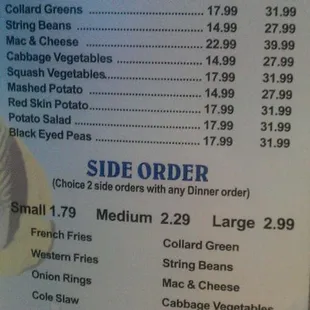 Collard Greens 17.99 31.99
String Beans 14.99 27.99
Mac & Cheese 22.99 39.99
Cabbage Vegetables 14.99 27.99
Squash Vegetables 17.99 31.99
Mashed Potato 14.99 27.99
Red Skin Potato 17.99 31.99
Potato Salad 17.99 31.99
Black Eyed Peas 17.99 31.99
SIDE ORDER
(Choice 2 side orders with any Dinner order)
Small 1.79 Medium 2.29 Large 2.99
French Fries Collard Green
Western Fries String Beans
Onion Rings Mac & Cheese
Cole Slaw Cabbage Vegetables